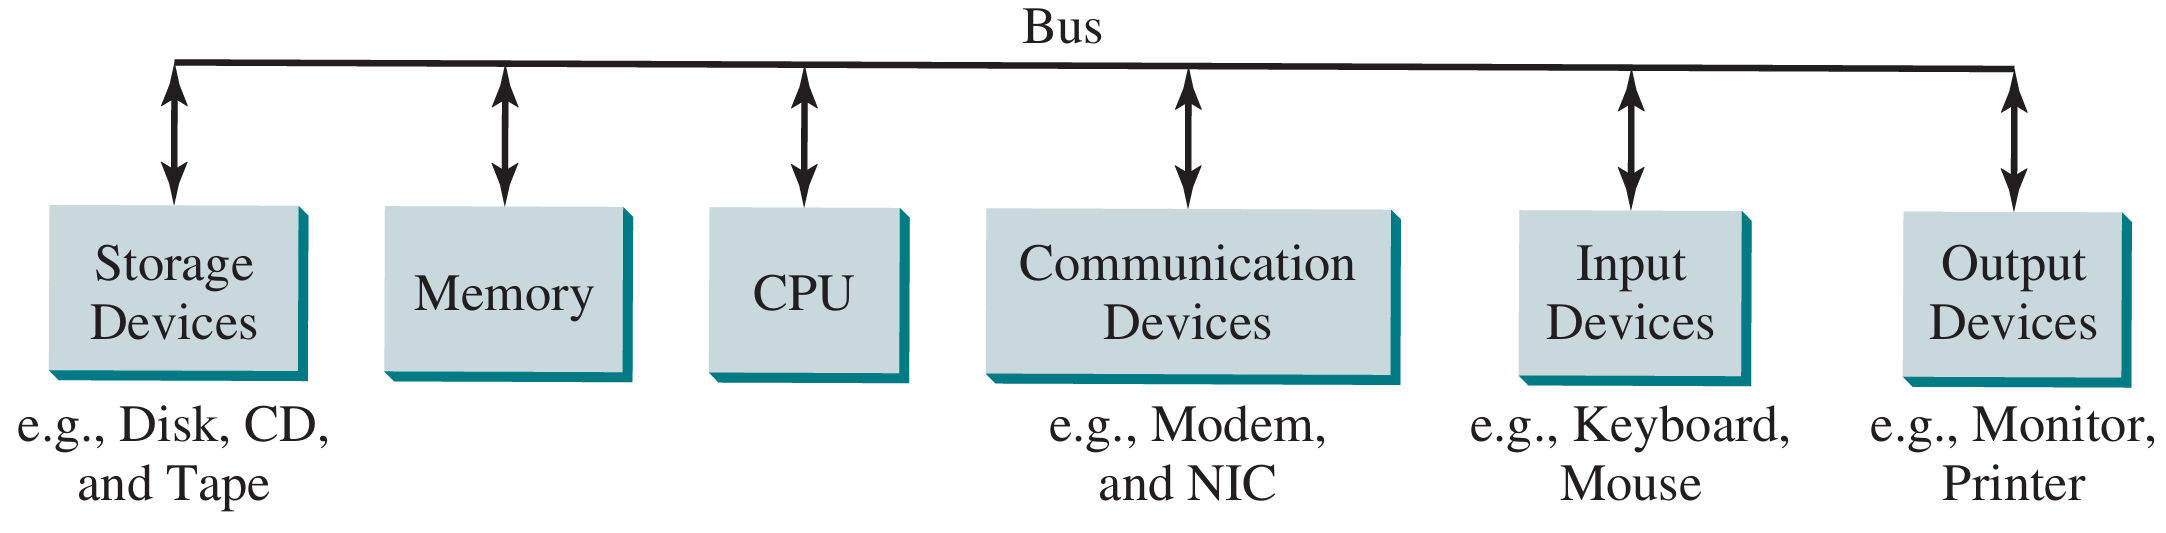 Bus
Storage
Devices
Memory
CPU
Communication
Devices
Input
Devices
Output
Devices
e.g., Disk, CD,
and Tape
e.g., Modem,
and NIC
e.g., Keyboard,
Mouse
e.g., Monitor,
Printer